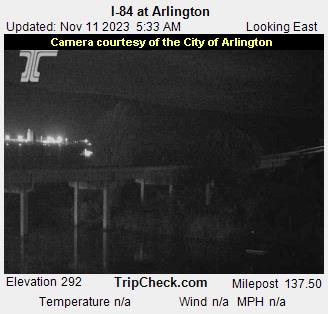 I-84 at Arlington
Updated: Nov 11 2023 5:33 AM Looking East
Camera courtesy of the City of Arlington
Elevation 292 TripCheck.com Milepost 137.50
Temperature n/a Wind n/a MPH n/a